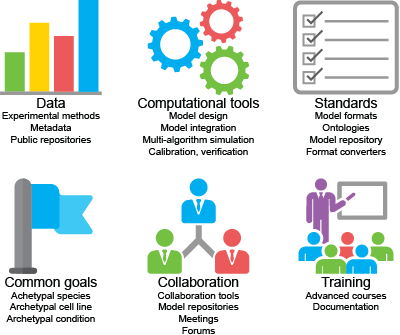 Data
Experimental methods
Metadata
Public repositories
Computational tools
Model design
Model integration
Multi-algorithm simulation
Calibration, verification
Standards
Model formats
Ontologies
Model repository
Format converters
Common goals
Achetypal species
Archetypal cell line
Archetypal condition
Collaboration
Collaboration tools
Model repositories
Meetings
Forums
Training
Advanced courses
Documentation